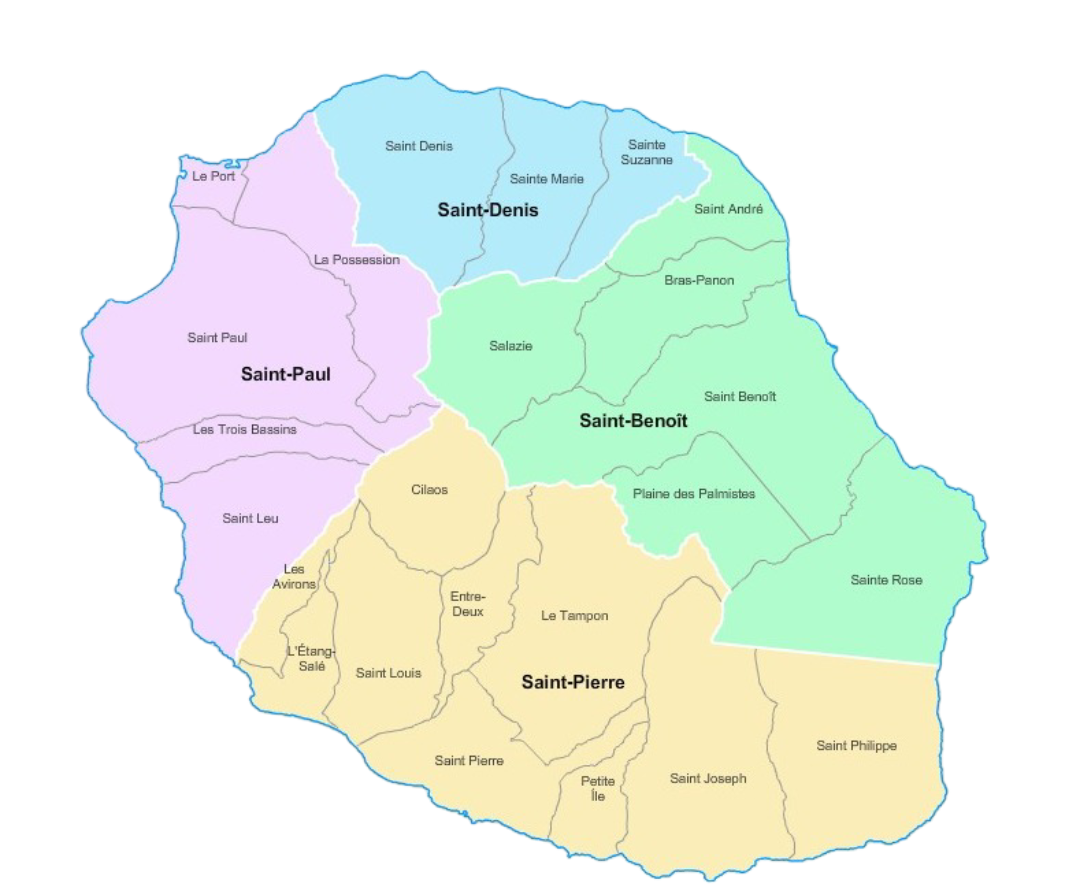 Saint Denis
Sainte
Suzanne
Sainte Marie
Le Port
Saint-Denis
Saint André
La Possession
Bras-Panon
Saint Paul
Salazie
Saint-Paul
Saint Benoît
Saint-Benoît
Les Trois Bassins
Cilaos
Plaine des Palmistes
Saint Leu
Les
Avirons
Sainte Rose
Entre-
Deux
Le Tampon
L'Étang-
Salé
Saint Louis
Saint-Pierre
Saint Philippe
Saint Pierre
Saint Joseph
Petite
Île